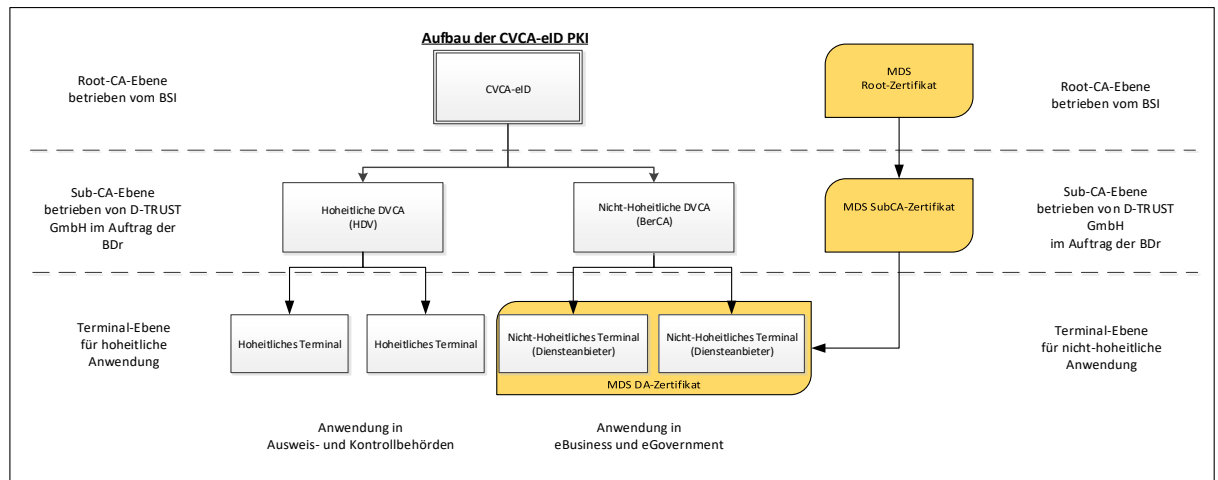 Aufbau der CVCA-eID PKI
Root-CA-Ebene
betrieben vom BSI
CVCA-eID
MDS
Root-Zertifikat
Root-CA-Ebene
betrieben vom BSI
Sub-CA-Ebene
betrieben von D-TRUST
GmbH im Auftrag der
BDr
Hoheitliche DVCA
(HDV)
Nicht-Hoheitliche DVCA
(BerCA)
MDS SubCA-Zertifikat
Sub-CA-Ebene
betrieben von D-TRUST
GmbH
im Auftrag der BDr
Terminal-Ebene
für hoheitliche
Anwendung
Hoheitliches Terminal
Hoheitliches Terminal
Nicht-Hoheitliches Terminal
(Diensteanbieter)
Nicht-Hoheitliches Terminal
(Diensteanbieter)
MDS DA-Zertifikat
Terminal-Ebene
für nicht-hoheitliche
Anwendung
Anwendung in
Ausweis- und Kontrollbehörden
Anwendung in
eBusiness und eGovernment